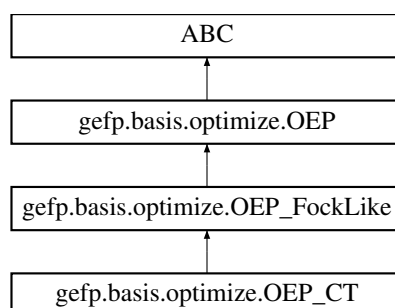 ABC
gefp.basis.optimize.OEP
gefp.basis.optimize.OEP_FockLike
gefp.basis.optimize.OEP_CT